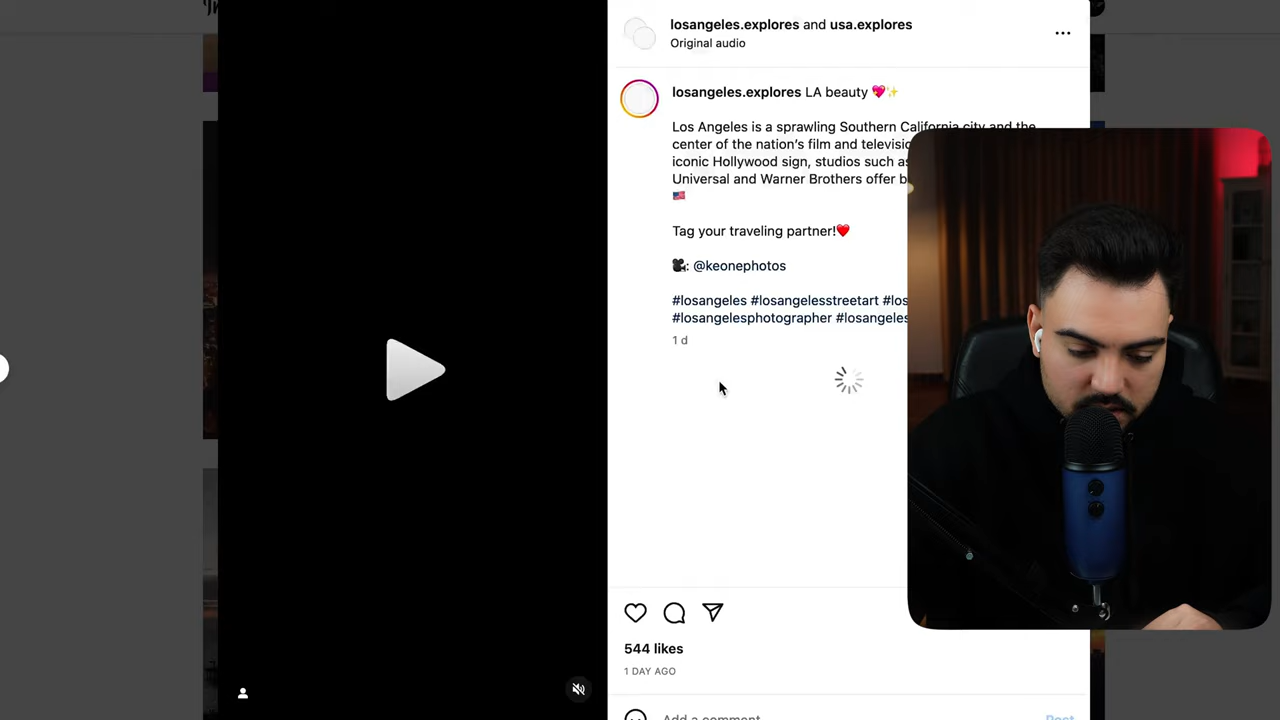 losangeles.explores and usa.explores
Original audio
losangeles.explores LA beauty 💖✨
Los Angeles is a sprawling Southern California city and the
center of the nation's film and televisio
iconic Hollywood sign, studios such as
Universal and Warner Brothers offer b
🇺🇸
Tag your traveling partner!❤️
🎥: @keonephotos
#losangeles #losangelesstreetart #los
#losangelesphotographer #losangeles
1 d
544 likes
1 DAY AGO
Add a comment...
Post